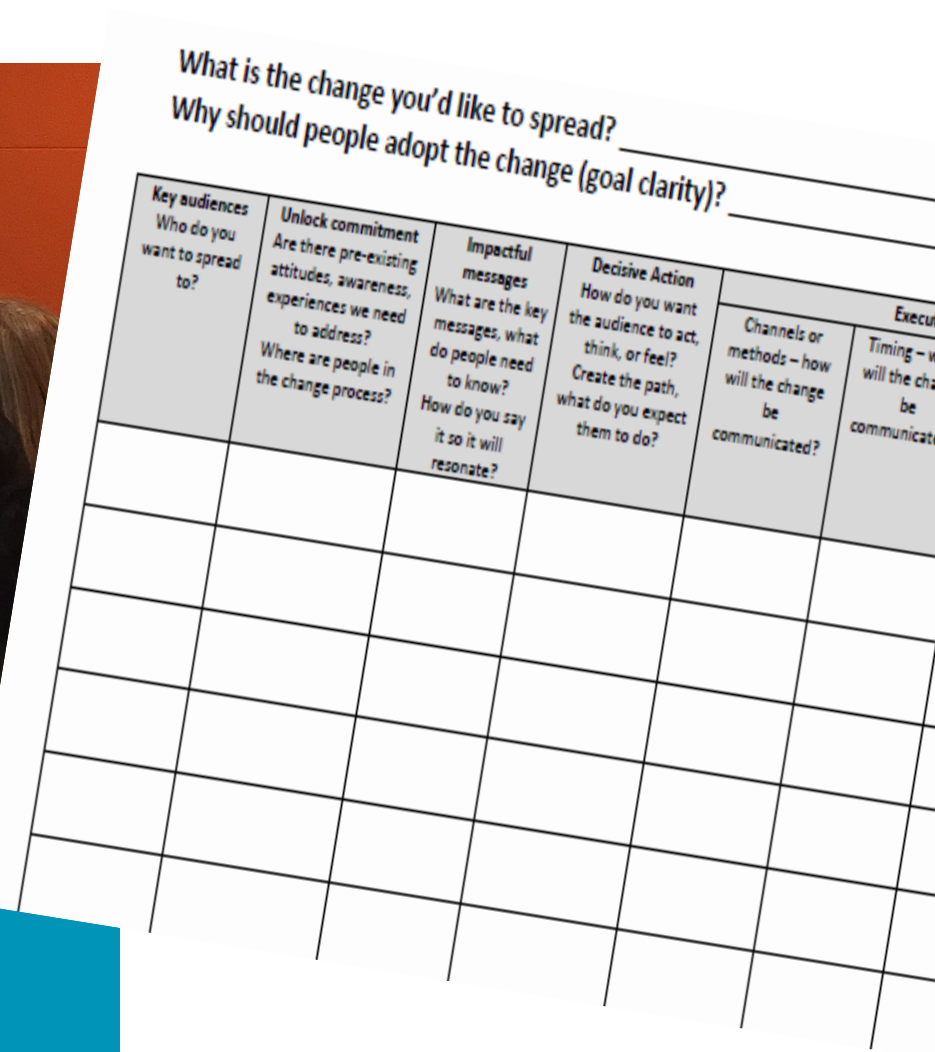 What is the change you'd like to spread?
Why should people adopt the change (goal clarity)?
Key audiences
Who do you
want to spread
to?
Unlock commitment
Are there pre-existing
attitudes, awareness,
experiences we need
to address?
Where are people in
the change process?
Impactful
messages
What are the key
messages, what
do people need
to know?
How do you say
it so it will
resonate?
Decisive Action
How do you want
the audience to act,
think, or feel?
Create the path,
what do you expect
them to do?
Channels or
methods – how
will the change
be
communicated?
Timing –
will the
be